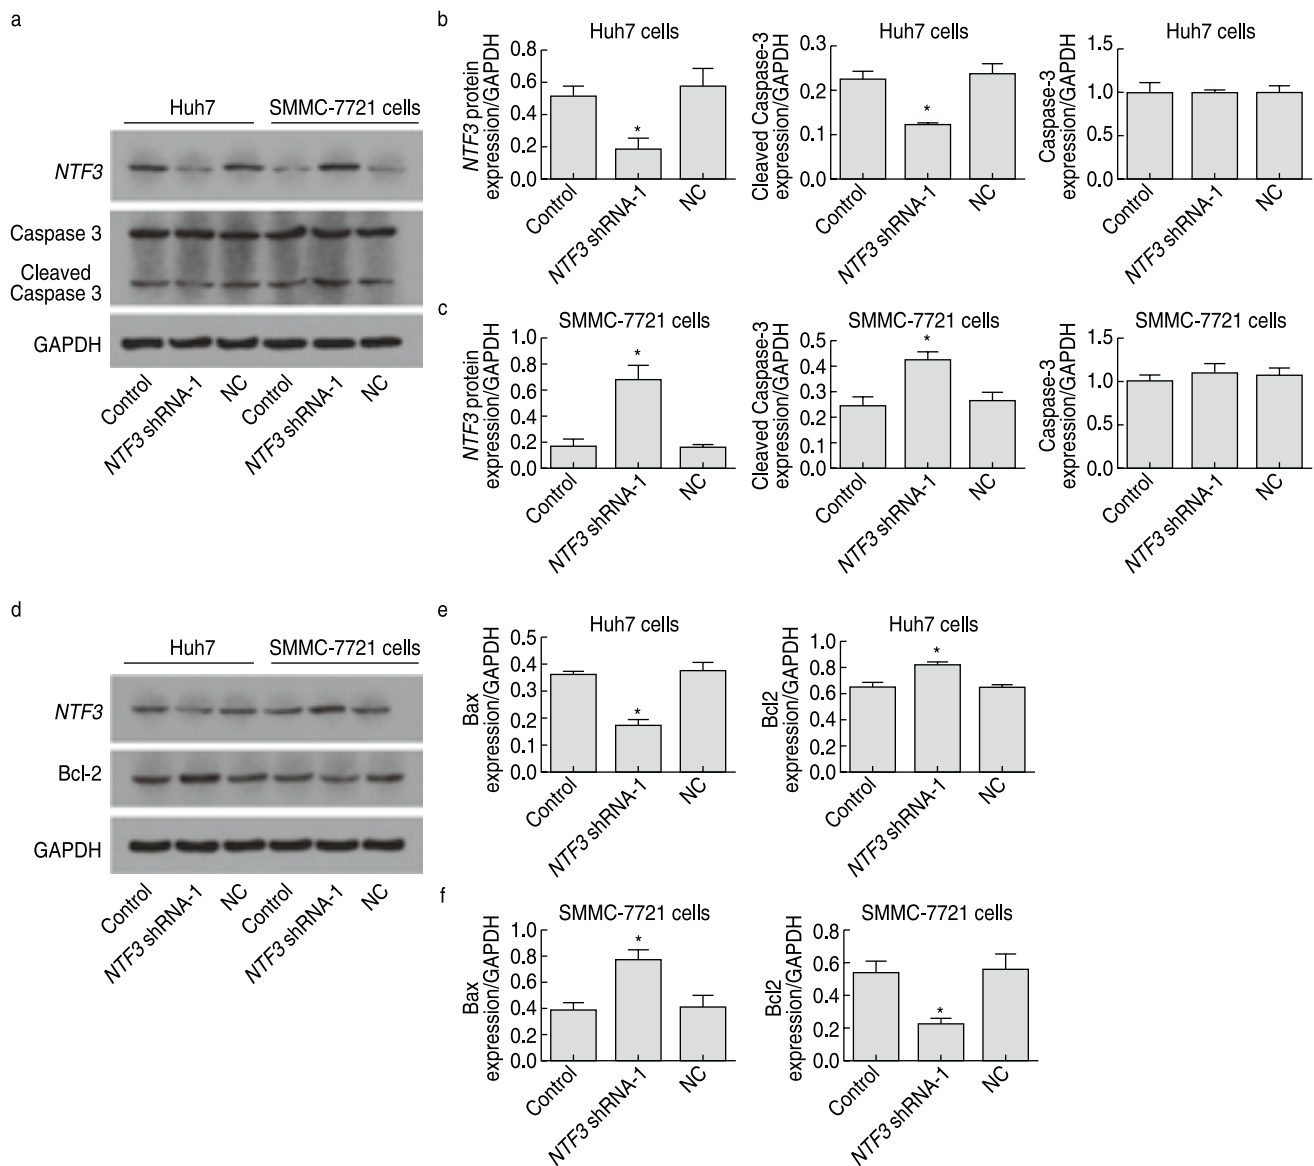 a
Huh7
SMMC-7721 cells
NTF3
Caspase 3
Cleaved
Caspase 3
GAPDH
Control
NTF3 shRNA-1
NC
Control
NTF3 shRNA-1
NC
b
Huh7 cells
NTF3 protein
expression/GAPDH
0.8
0.6
0.4
0.2
0.0
*
Control
NTF3 shRNA-1
NC
Huh7 cells
Cleaved Caspase-3
expression/GAPDH
0.3
0.2
0.1
0.0
*
Control
NTF3 shRNA-1
NC
Huh7 cells
Caspase-3
expression/GAPDH
1.5
1.0
0.5
0.0
Control
NTF3 shRNA-1
NC
c
SMMC-7721 cells
NTF3 protein
expression/GAPDH
1.0
0.8
0.6
0.4
0.2
0.0
*
Control
NTF3 shRNA-1
NC
SMMC-7721 cells
Cleaved Caspase-3
expression/GAPDH
0.5
0.4
0.3
0.2
0.1
0.0
*
Control
NTF3 shRNA-1
NC
SMMC-7721 cells
Caspase-3
expression/GAPDH
1.5
1.0
0.5
0.0
Control
NTF3 shRNA-1
NC
d
Huh7
SMMC-7721 cells
NTF3
Bcl-2
GAPDH
Control
NTF3 shRNA-1
NC
Control
NTF3 shRNA-1
NC
e
Huh7 cells
Bax
expression/GAPDH
0.5
0.4
0.3
0.2
0.1
0.0
*
Control
NTF3 shRNA-1
NC
Huh7 cells
Bcl2
expression/GAPDH
1.0
0.8
0.6
0.4
0.2
0.0
*
Control
NTF3 shRNA-1
NC
f
SMMC-7721 cells
Bax
expression/GAPDH
1.0
0.8
0.6
0.4
0.2
0.0
*
Control
NTF3 shRNA-1
NC
SMMC-7721 cells
Bcl2
expression/GAPDH
0.8
0.6
0.4
0.2
0.0
*
Control
NTF3 shRNA-1
NC